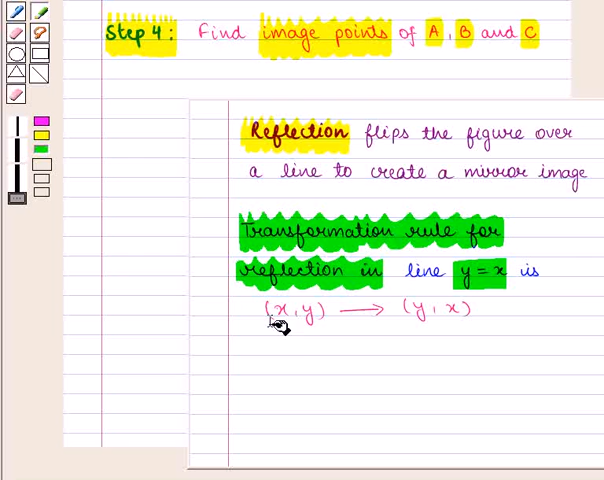 Step 4: Find image points of A, B and C
Reflection flips the figure over
a line to create a mirror image
Transformation rule for
reflection in line y = x is
(x, y) → (y, x)